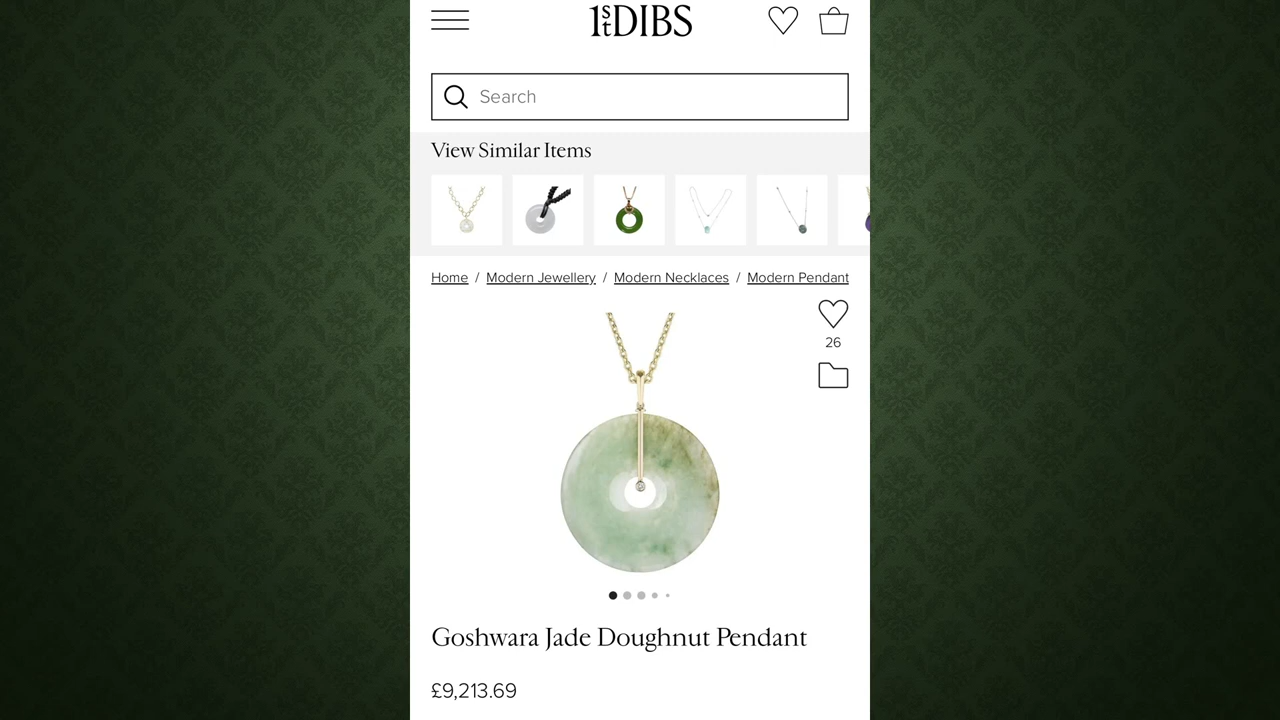 1stDIBS
Search
View Similar Items
Home / Modern Jewellery / Modern Necklaces / Modern Pendant
26
Goshwara Jade Doughnut Pendant
£9,213.69